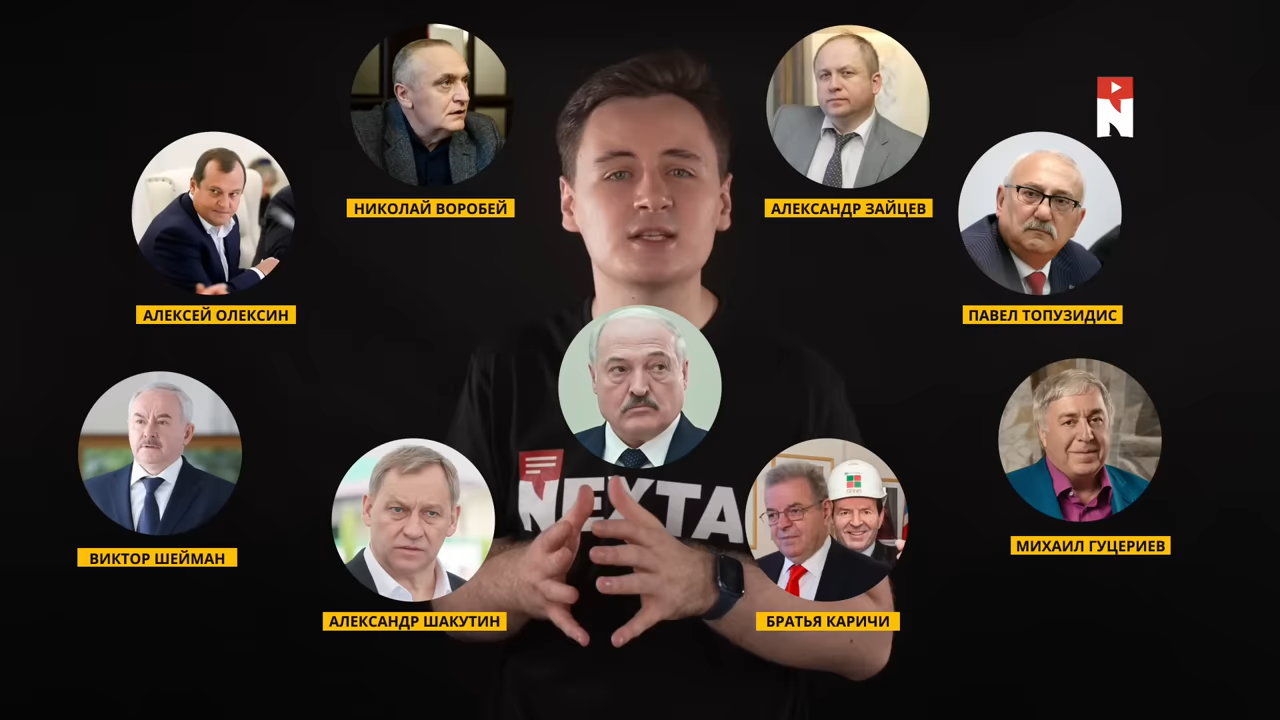 НИКОЛАЙ ВОРОБЕЙ
АЛЕКСАНДР ЗАЙЦЕВ
АЛЕКСЕЙ ОЛЕКСИН
ПАВЕЛ ТОПУЗИДИС
NEXTA
ВИКТОР ШЕЙМАН
МИХАИЛ ГУЦЕРИЕВ
АЛЕКСАНДР ШАКУТИН
БРАТЬЯ КАРИЧИ